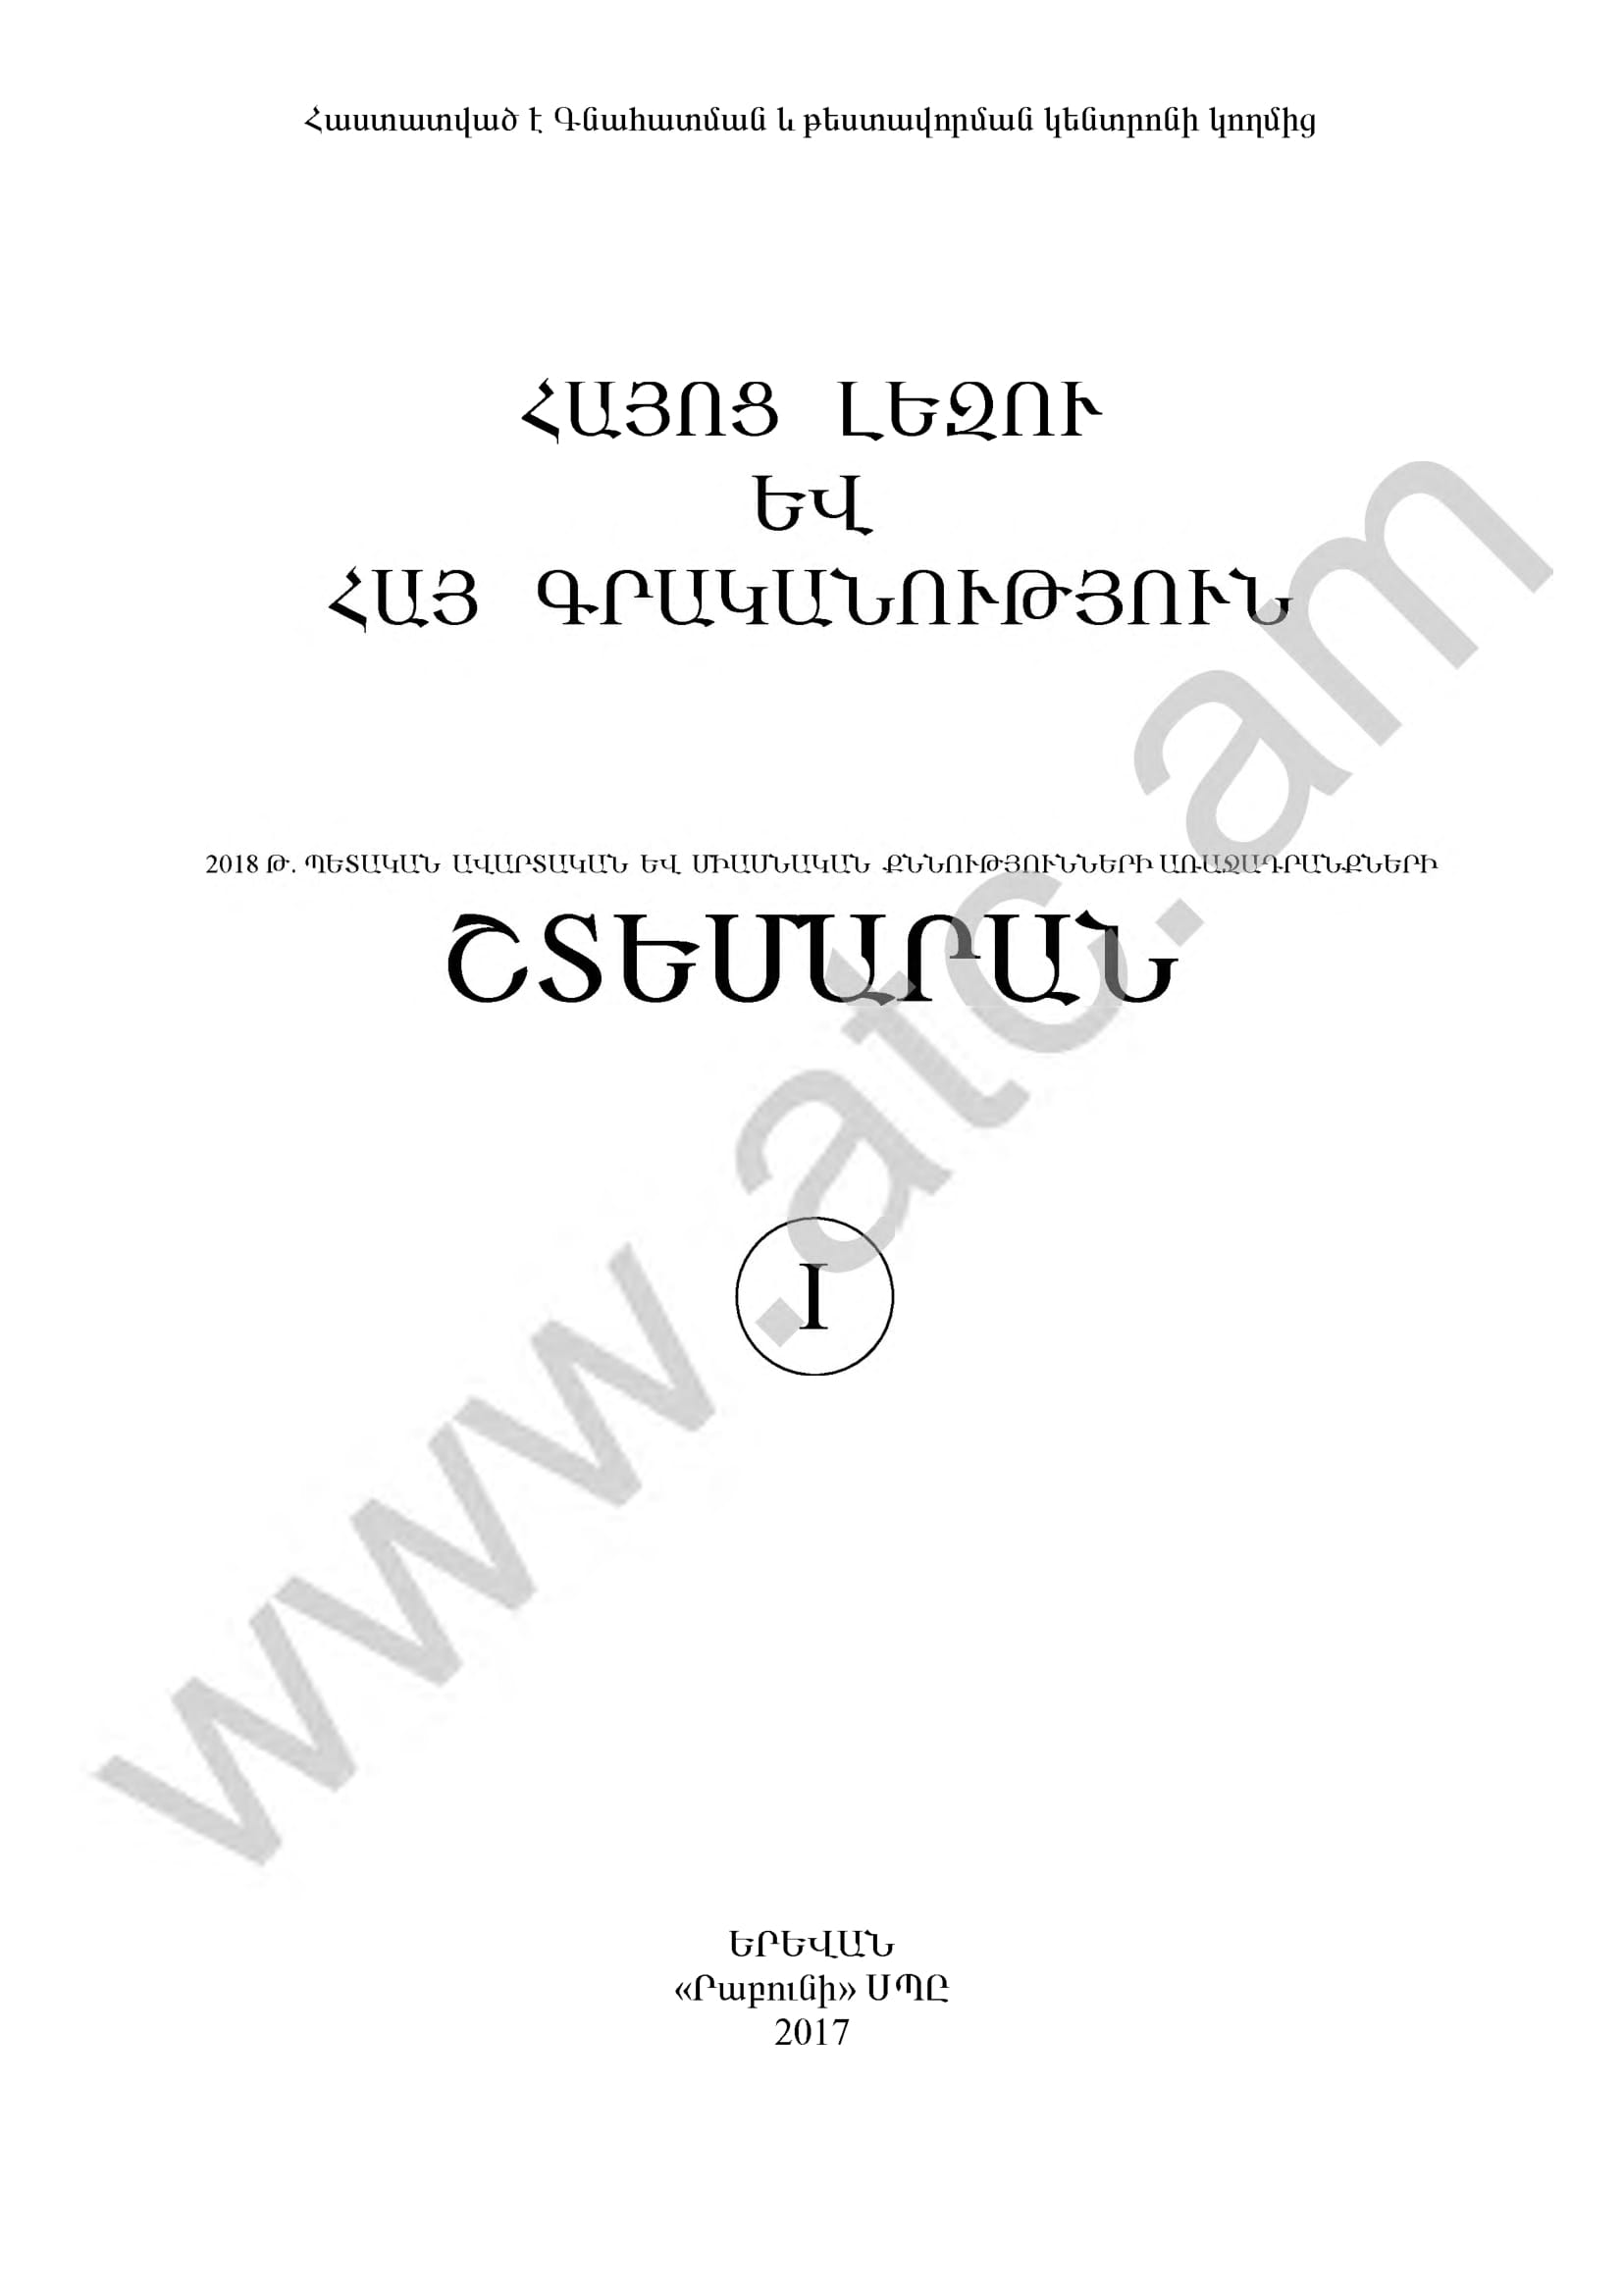 Հաստատված է Գնահատման և թեստավորման կենտրոնի կողմից
ՀԱՅՈՑ ԼԵԶՈՒ
ԵՎ
ՀԱՅ ԳՐԱԿԱՆՈՒԹՅՈՒՆ
2018 Թ. ՊԵՏԱԿԱՆ ԱՎԱՐՏԱԿԱՆ ԵՎ ՄԻԱՍՆԱԿԱՆ ՔՆՆՈՒԹՅՈՒՆՆԵՐԻ ԱՌԱՋԱԴՐԱՆՔՆԵՐԻ
ՇՏԵՄԱՐԱՆ
I
www.atc.am
ԵՐԵՎԱՆ
«Րաբունի» ՍՊԸ
2017